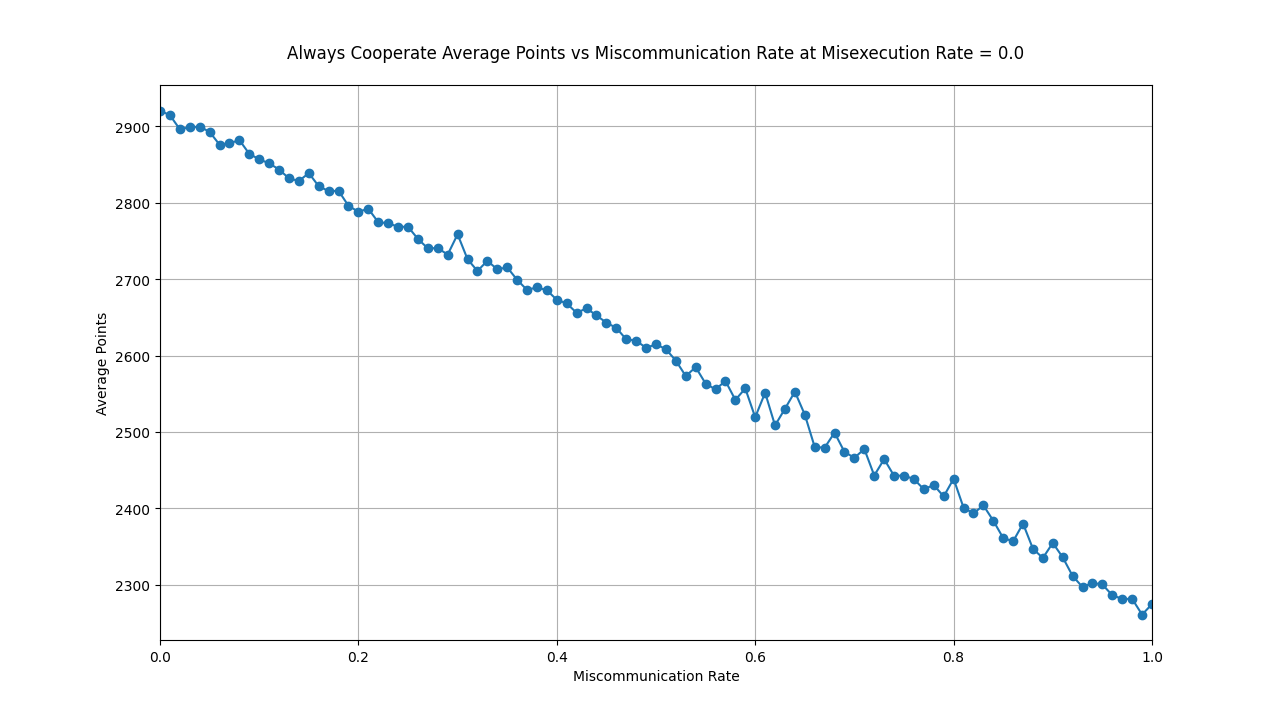 Always Cooperate Average Points vs Miscommunication Rate at Misexecution Rate = 0.0
Average Points
2900
2800
2700
2600
2500
2400
2300
0.0 0.2 0.4 0.6 0.8 1.0
Miscommunication Rate